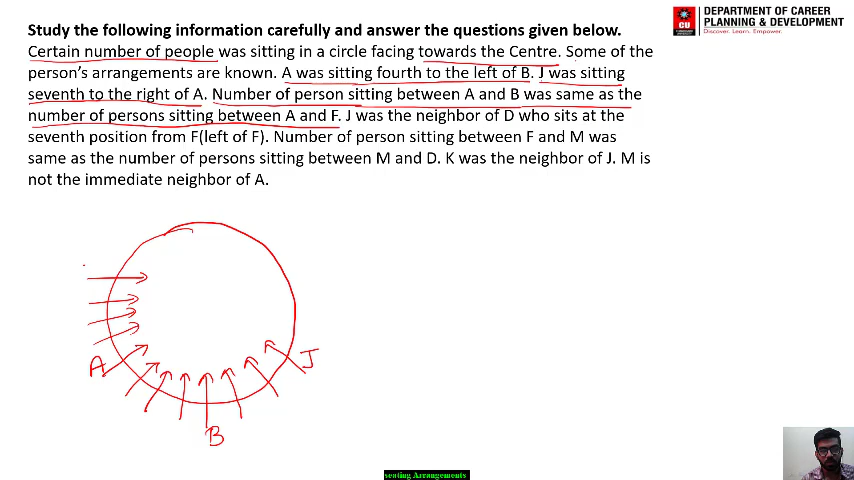 Study the following information carefully and answer the questions given below.
Certain number of people was sitting in a circle facing towards the Centre. Some of the
person's arrangements are known. A was sitting fourth to the left of B. J was sitting
seventh to the right of A. Number of person sitting between A and B was same as the
number of persons sitting between A and F. J was the neighbor of D who sits at the
seventh position from F(left of F). Number of person sitting between F and M was
same as the number of persons sitting between M and D. K was the neighbor of J. M is
not the immediate neighbor of A.
CU
DEPARTMENT OF CAREER
PLANNING & DEVELOPMENT
Discover. Learn. Empower.
A
J
B
seating Arrangements